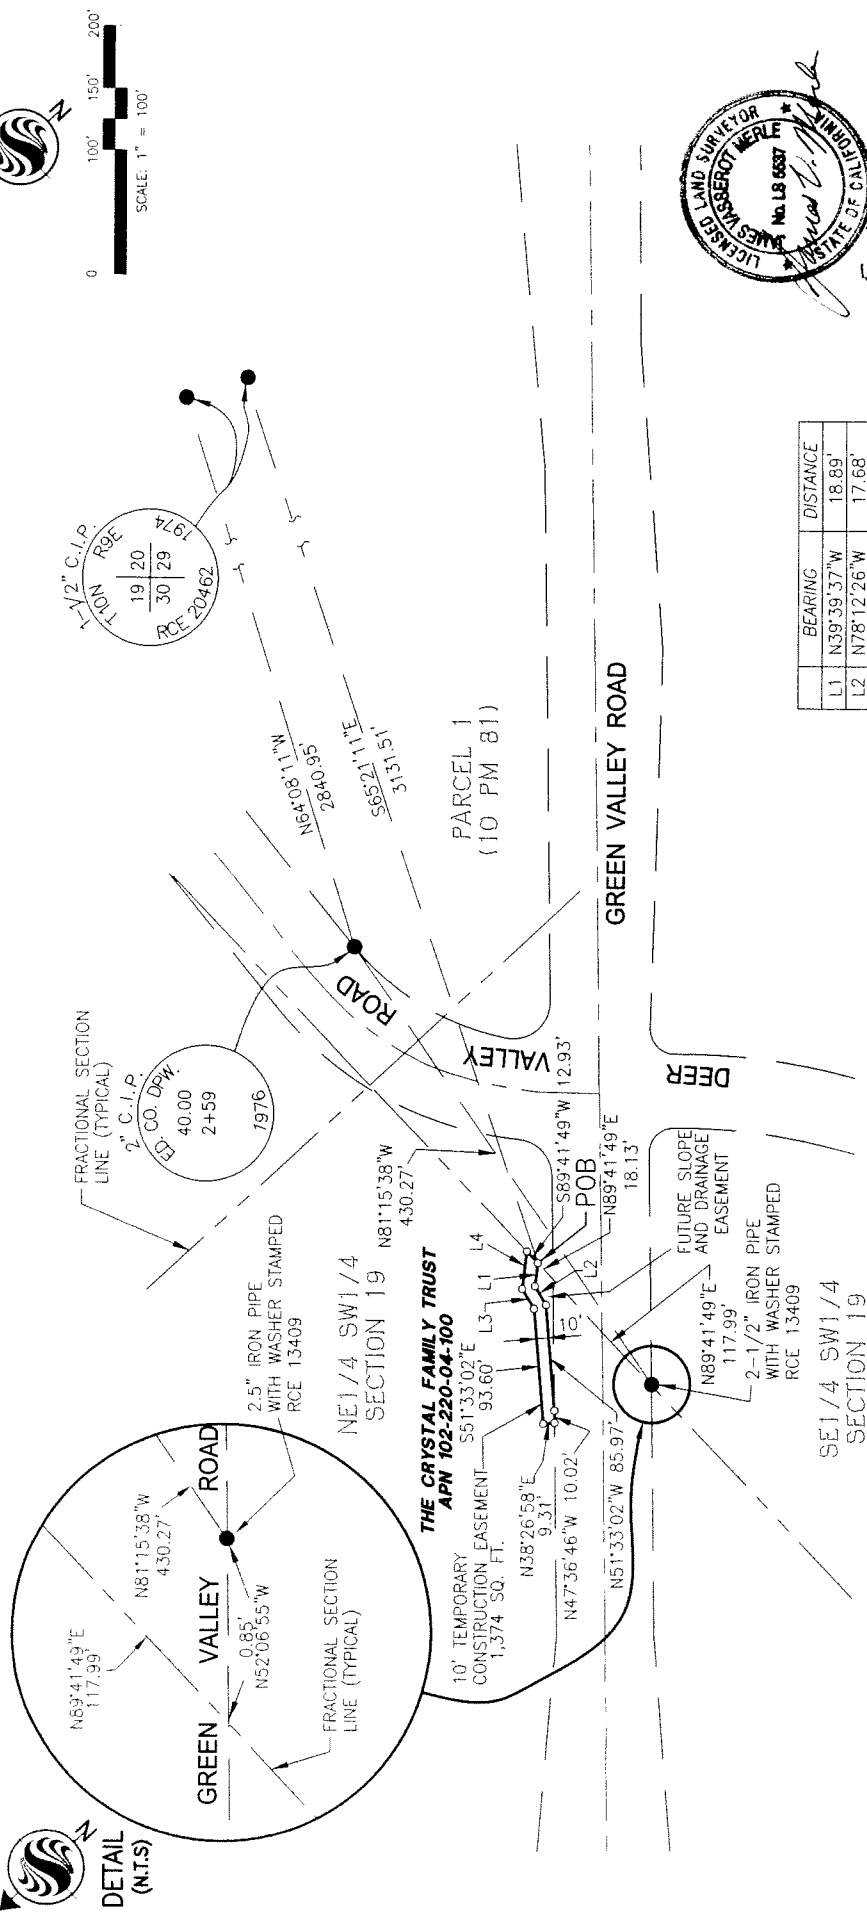 DETAIL
(N.T.S)
N
N89°41'49"E
117.99'
N81°15'38"W
430.27'
GREEN VALLEY ROAD
0.85'
N52°06'55"W
FRACTIONAL SECTION
LINE (TYPICAL)
2.5" IRON PIPE
WITH WASHER STAMPED
RCE 13409
FRACTIONAL SECTION
LINE (TYPICAL)
2" C.I.P.
ED. CO. DPW.
40.00
2+59
1976
1-1/2" C.I.P.
T10N R9E
19 20
30 29
RCE 20462
1974
N
0 100' 150' 200'
SCALE: 1" = 100'
NE1/4 SW1/4
SECTION 19
N81°15'38"W
430.27'
N64°08'11"W
2840.95'
S65°21'11"E
3131.51'
PARCEL 1
(10 PM 81)
THE CRYSTAL FAMILY TRUST
APN 102-220-04-100
10' TEMPORARY
CONSTRUCTION EASEMENT
1,374 SQ. FT.
S51°33'02"E
93.60'
L3
L1
L4
L2
10'
N38°26'58"E
9.31'
N47°36'46"W 10.02'
N51°33'02"W 85.97'
S89°41'49"W 12.93'
POB
N89°41'49"E
18.13'
DEER VALLEY ROAD
GREEN VALLEY ROAD
FUTURE SLOPE
AND DRAINAGE
EASEMENT
N89°41'49"E
117.99'
2-1/2" IRON PIPE
WITH WASHER STAMPED
RCE 13409
SE1/4 SW1/4
SECTION 19
BEARING DISTANCE
L1 N39°39'37"W 18.89'
L2 N78°12'26"W 17.68'
LICENSED LAND SURVEYOR
JAMES VASSEROT MERLE
No. LS 5537
STATE OF CALIFORNIA